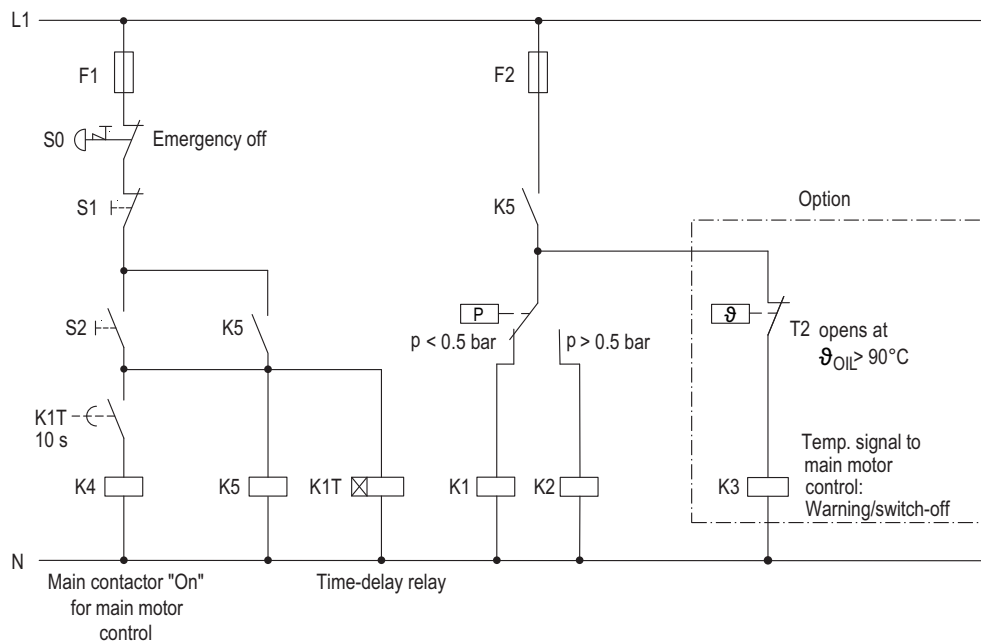 L1
F1
F2
S0
Emergency off
S1
K5
Option
S2
K5
P
ϑ
p < 0.5 bar
p > 0.5 bar
T2 opens at
ϑOIL > 90°C
K1T
10 s
Temp. signal to
main motor
control:
Warning/switch-off
K4
K5
K1T
K1
K2
K3
N
Main contactor "On"
for main motor
control
Time-delay relay